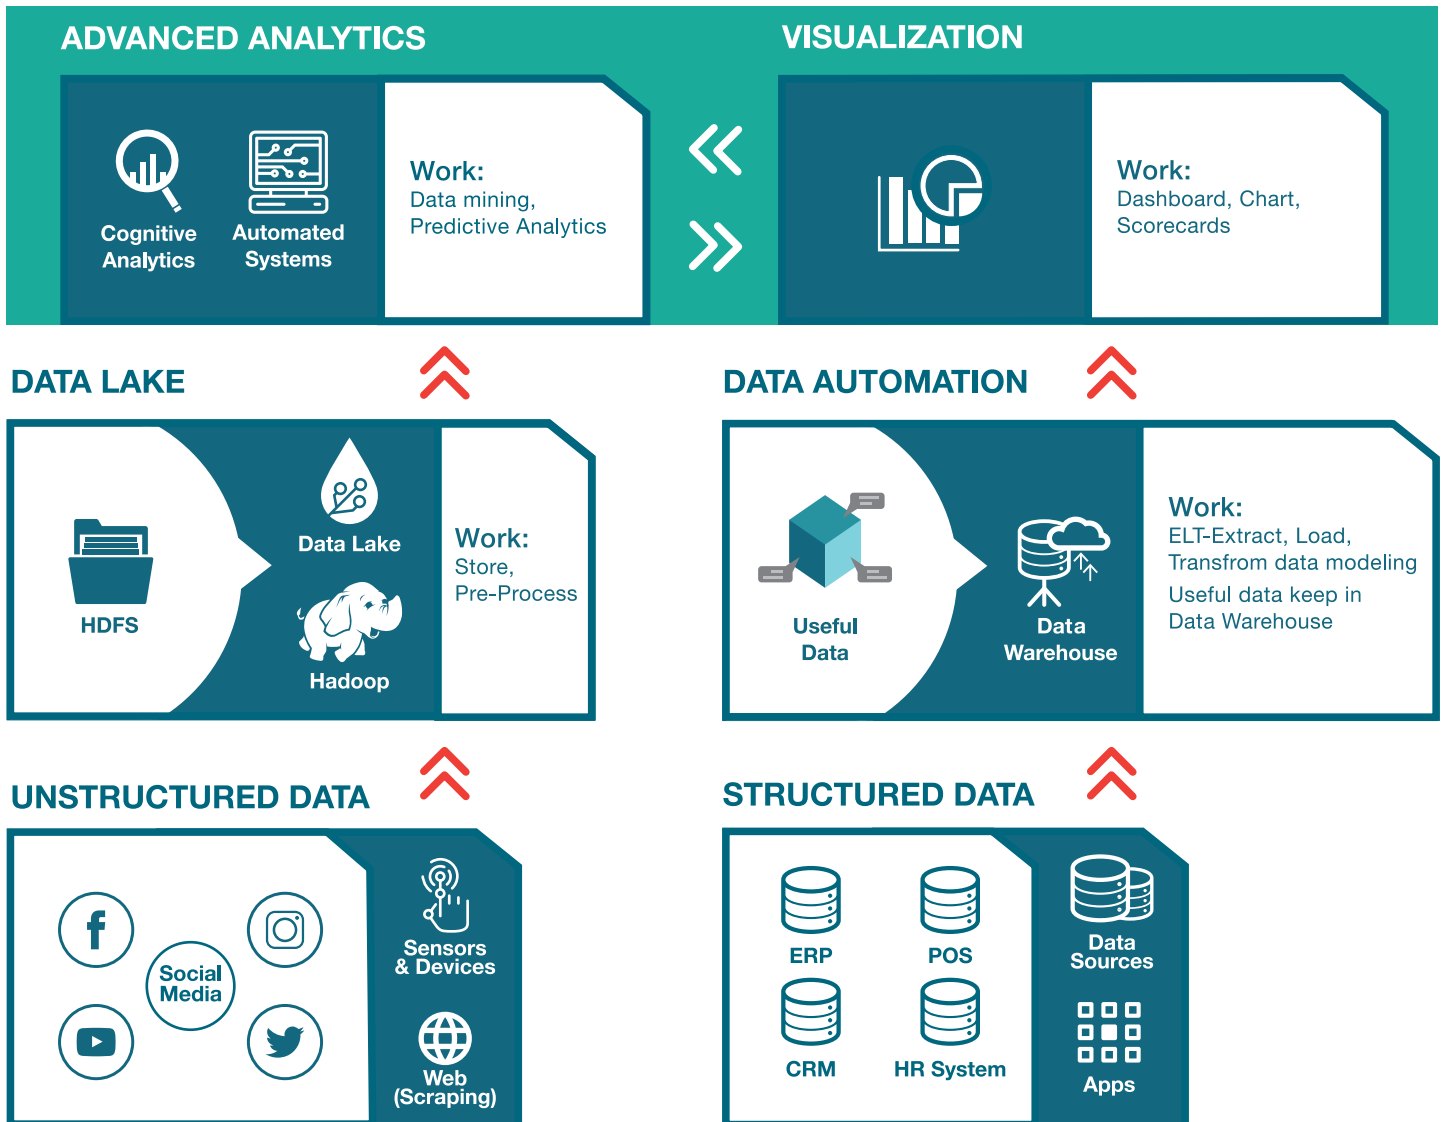 ADVANCED ANALYTICS
Cognitive
Analytics
Automated
Systems
Work:
Data mining,
Predictive Analytics
VISUALIZATION
Work:
Dashboard, Chart,
Scorecards
DATA LAKE
HDFS
Data Lake
Hadoop
Work:
Store,
Pre-Process
DATA AUTOMATION
Useful
Data
Data
Warehouse
Work:
ELT-Extract, Load,
Transfrom data modeling
Useful data keep in
Data Warehouse
UNSTRUCTURED DATA
Social
Media
Sensors
& Devices
Web
(Scraping)
STRUCTURED DATA
ERP
POS
CRM
HR System
Data
Sources
Apps